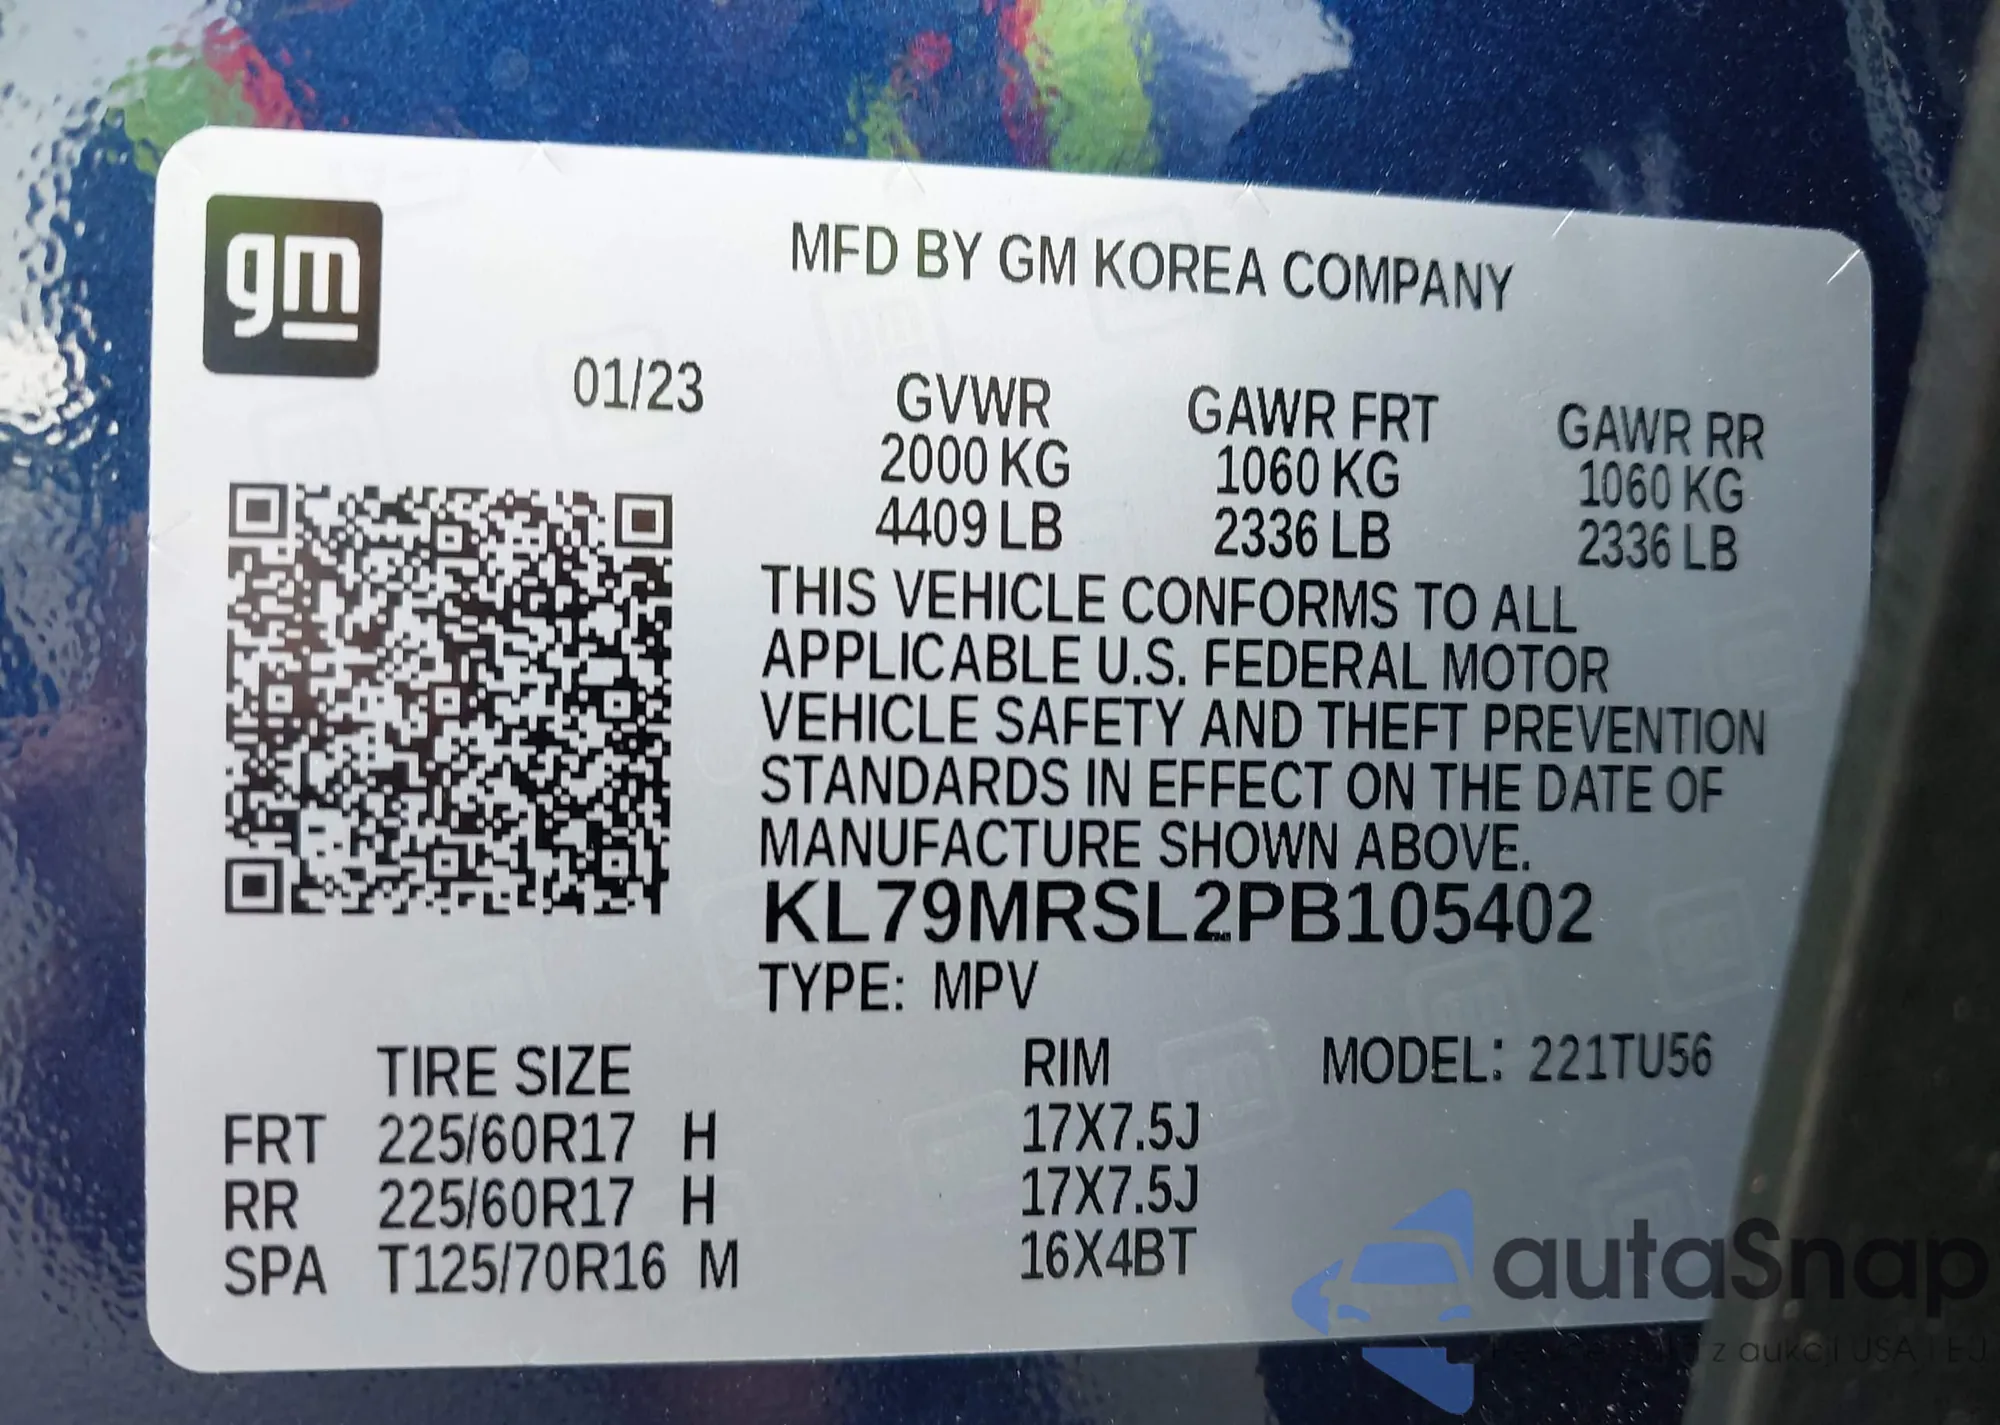 gm
MFD BY GM KOREA COMPANY
01/23
GVWR GAWR FRT GAWR RR
2000 KG 1060 KG 1060 KG
4409 LB 2336 LB 2336 LB
THIS VEHICLE CONFORMS TO ALL
APPLICABLE U.S. FEDERAL MOTOR
VEHICLE SAFETY AND THEFT PREVENTION
STANDARDS IN EFFECT ON THE DATE OF
MANUFACTURE SHOWN ABOVE.
KL79MRSL2PB105402
TYPE: MPV
TIRE SIZE RIM MODEL: 221TU56
FRT 225/60R17 H 17X7.5J
RR 225/60R17 H 17X7.5J
SPA T125/70R16 M 16X4BT
autaSnap
z aukcji USA i EU